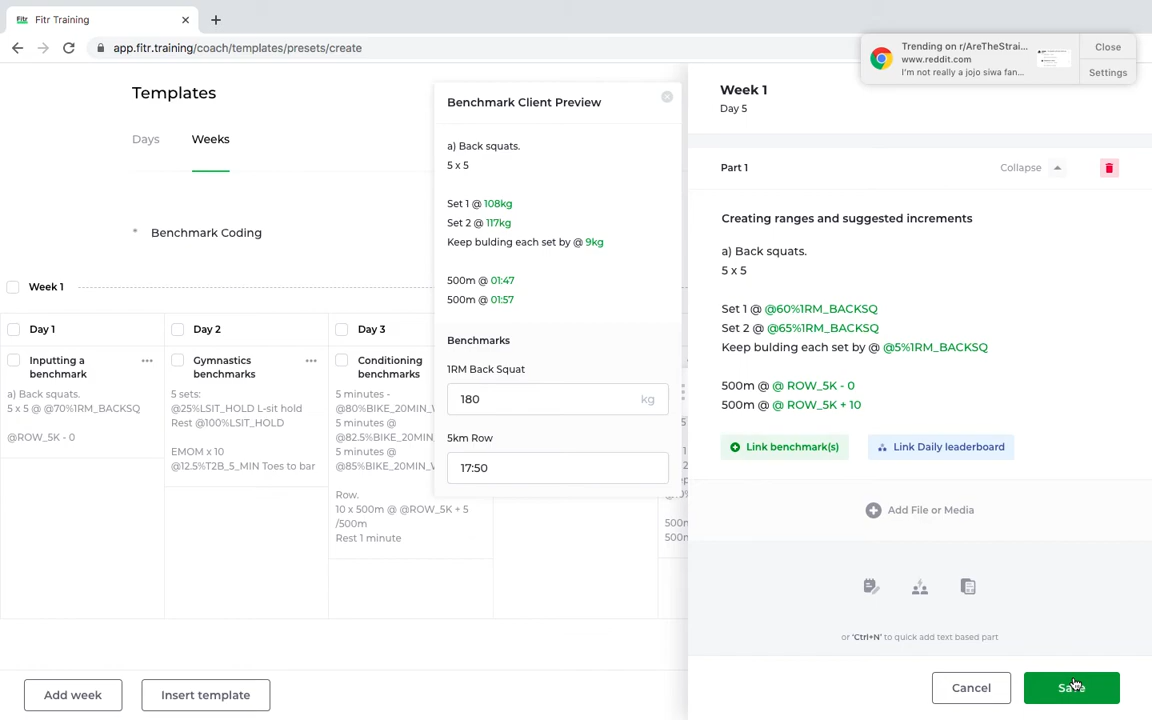 Fitr Training
app.fitr.training/coach/templates/presets/create
Trending on r/AreTheStrai...
www.reddit.com
I'm not really a jojo siwa fan...
Close
Settings
Templates
Days
Weeks
* Benchmark Coding
Week 1
Day 1
Inputting a
benchmark
a) Back squats.
5 x 5 @ @70%1RM_BACKSQ
@ROW_5K - 0
Day 2
Gymnastics
benchmarks
5 sets:
@25%LSIT_HOLD L-sit hold
Rest @100%LSIT_HOLD
EMOM x 10
@12.5%T2B_5_MIN Toes to bar
Day 3
Conditioning
benchmarks
5 minutes -
@80%BIKE_20MIN_
5 minutes @
@82.5%BIKE_20MIN_
5 minutes @
@85%BIKE_20MIN_
Row.
10 x 500m @ @ROW_5K + 5
/500m
Rest 1 minute
500m
500m
Add week
Insert template
Benchmark Client Preview
a) Back squats.
5 x 5
Set 1 @ 108kg
Set 2 @ 117kg
Keep bulding each set by @ 9kg
500m @ 01:47
500m @ 01:57
Benchmarks
1RM Back Squat
180 kg
5km Row
17:50
Week 1
Day 5
Part 1
Collapse
Creating ranges and suggested increments
a) Back squats.
5 x 5
Set 1 @ @60%1RM_BACKSQ
Set 2 @ @65%1RM_BACKSQ
Keep bulding each set by @ @5%1RM_BACKSQ
500m @ @ ROW_5K - 0
500m @ @ ROW_5K + 10
Link benchmark(s)
Link Daily leaderboard
Add File or Media
or 'Ctrl+N' to quick add text based part
Cancel
Save